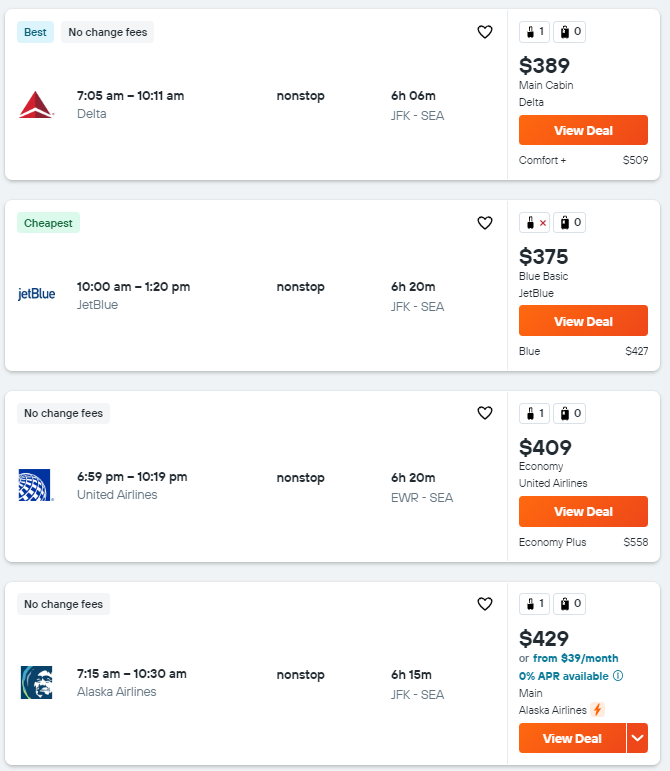 Best No change fees
1 0
7:05 am – 10:11 am nonstop 6h 06m
Delta JFK - SEA
$389
Main Cabin
Delta
View Deal
Comfort + $509
Cheapest
0
jetBlue
10:00 am – 1:20 pm nonstop 6h 20m
JetBlue JFK - SEA
$375
Blue Basic
JetBlue
View Deal
Blue $427
No change fees
1 0
6:59 pm – 10:19 pm nonstop 6h 20m
United Airlines EWR - SEA
$409
Economy
United Airlines
View Deal
Economy Plus $558
No change fees
1 0
7:15 am – 10:30 am nonstop 6h 15m
Alaska Airlines JFK - SEA
$429
or from $39/month
0% APR available
Main
Alaska Airlines
View Deal